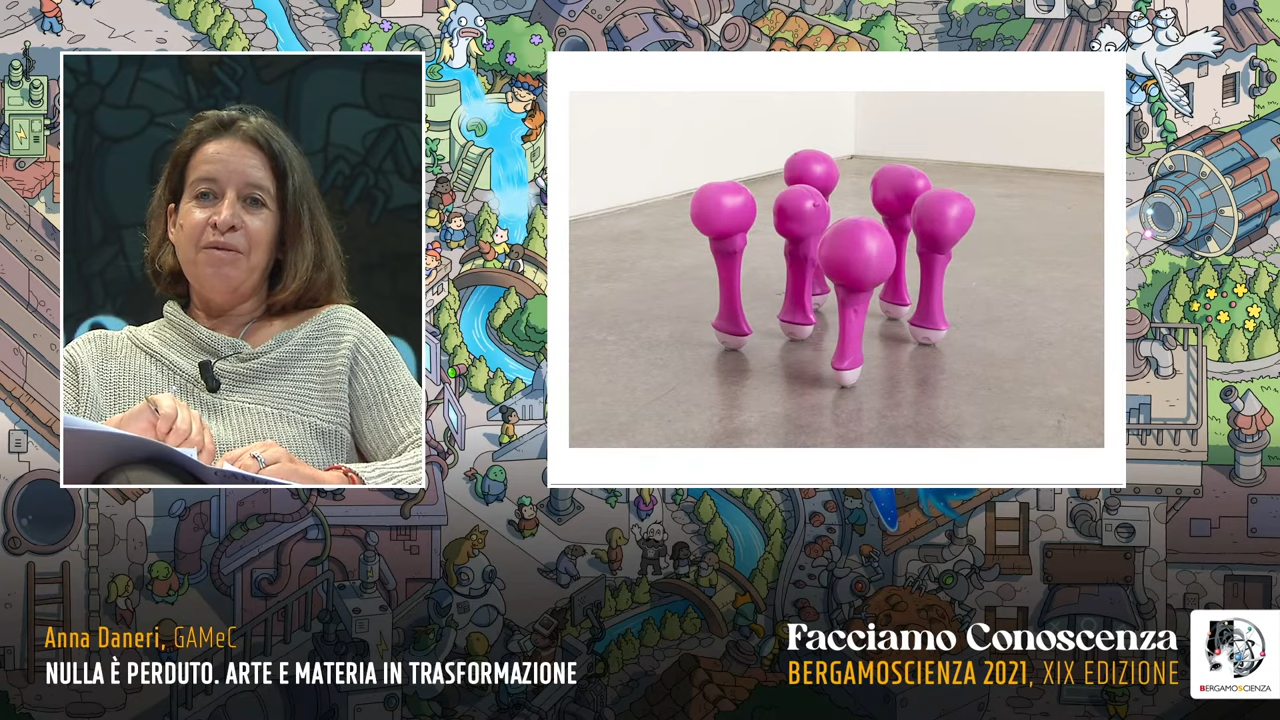 Anna Daneri, GAMeC
NULLA È PERDUTO. ARTE E MATERIA IN TRASFORMAZIONE
Facciamo Conoscenza
BERGAMOSCIENZA 2021, XIX EDIZIONE
BERGAMOSCIENZA